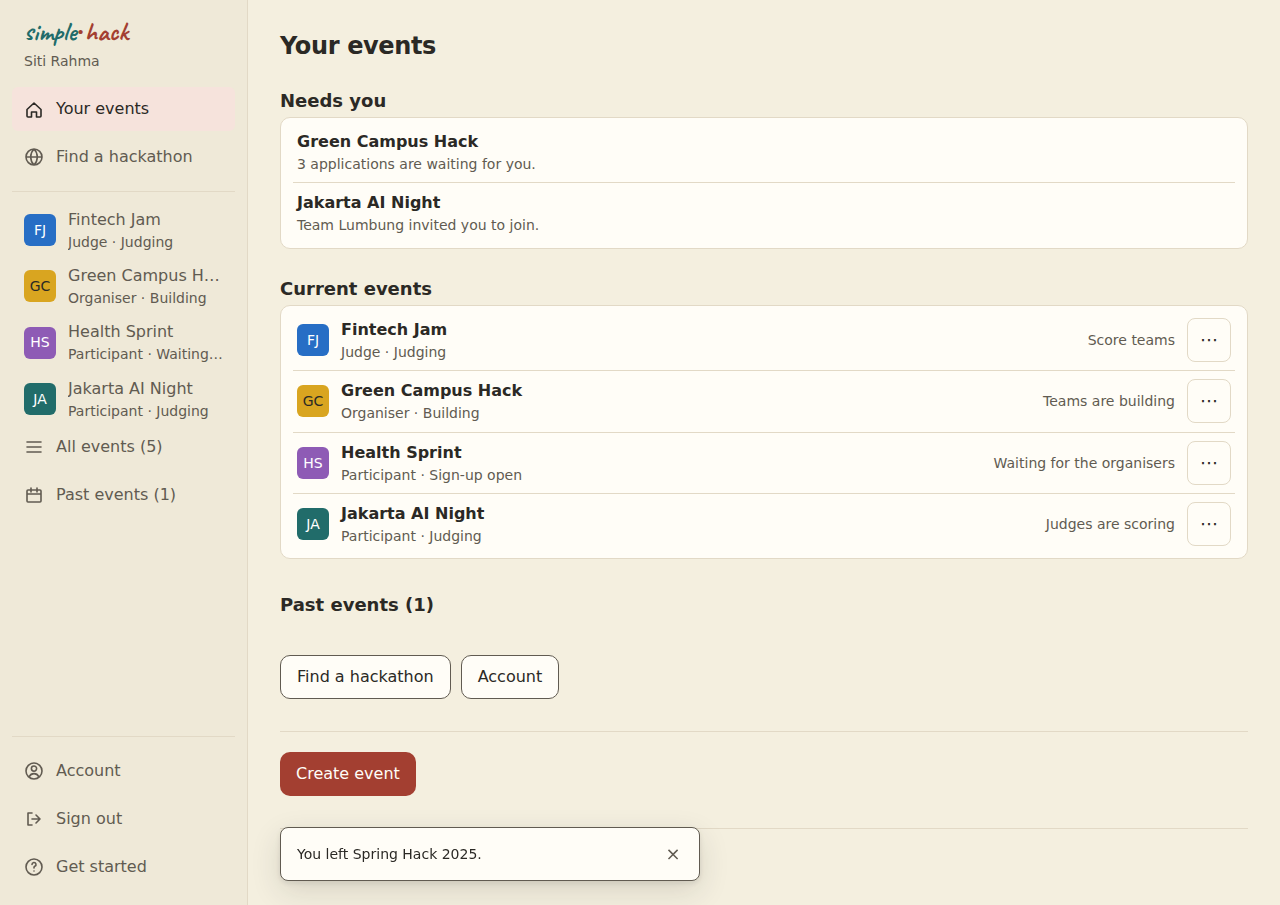 simple·hack
Siti Rahma
Your events
Find a hackathon
FJ
Fintech Jam
Judge · Judging
GC
Green Campus H…
Organiser · Building
HS
Health Sprint
Participant · Waiting…
JA
Jakarta AI Night
Participant · Judging
All events (5)
Past events (1)
Account
Sign out
Get started
Your events
Needs you
Green Campus Hack
3 applications are waiting for you.
Jakarta AI Night
Team Lumbung invited you to join.
Current events
FJ
Fintech Jam
Judge · Judging
Score teams
GC
Green Campus Hack
Organiser · Building
Teams are building
HS
Health Sprint
Participant · Sign-up open
Waiting for the organisers
JA
Jakarta AI Night
Participant · Judging
Judges are scoring
Past events (1)
Find a hackathon
Account
Create event
You left Spring Hack 2025.